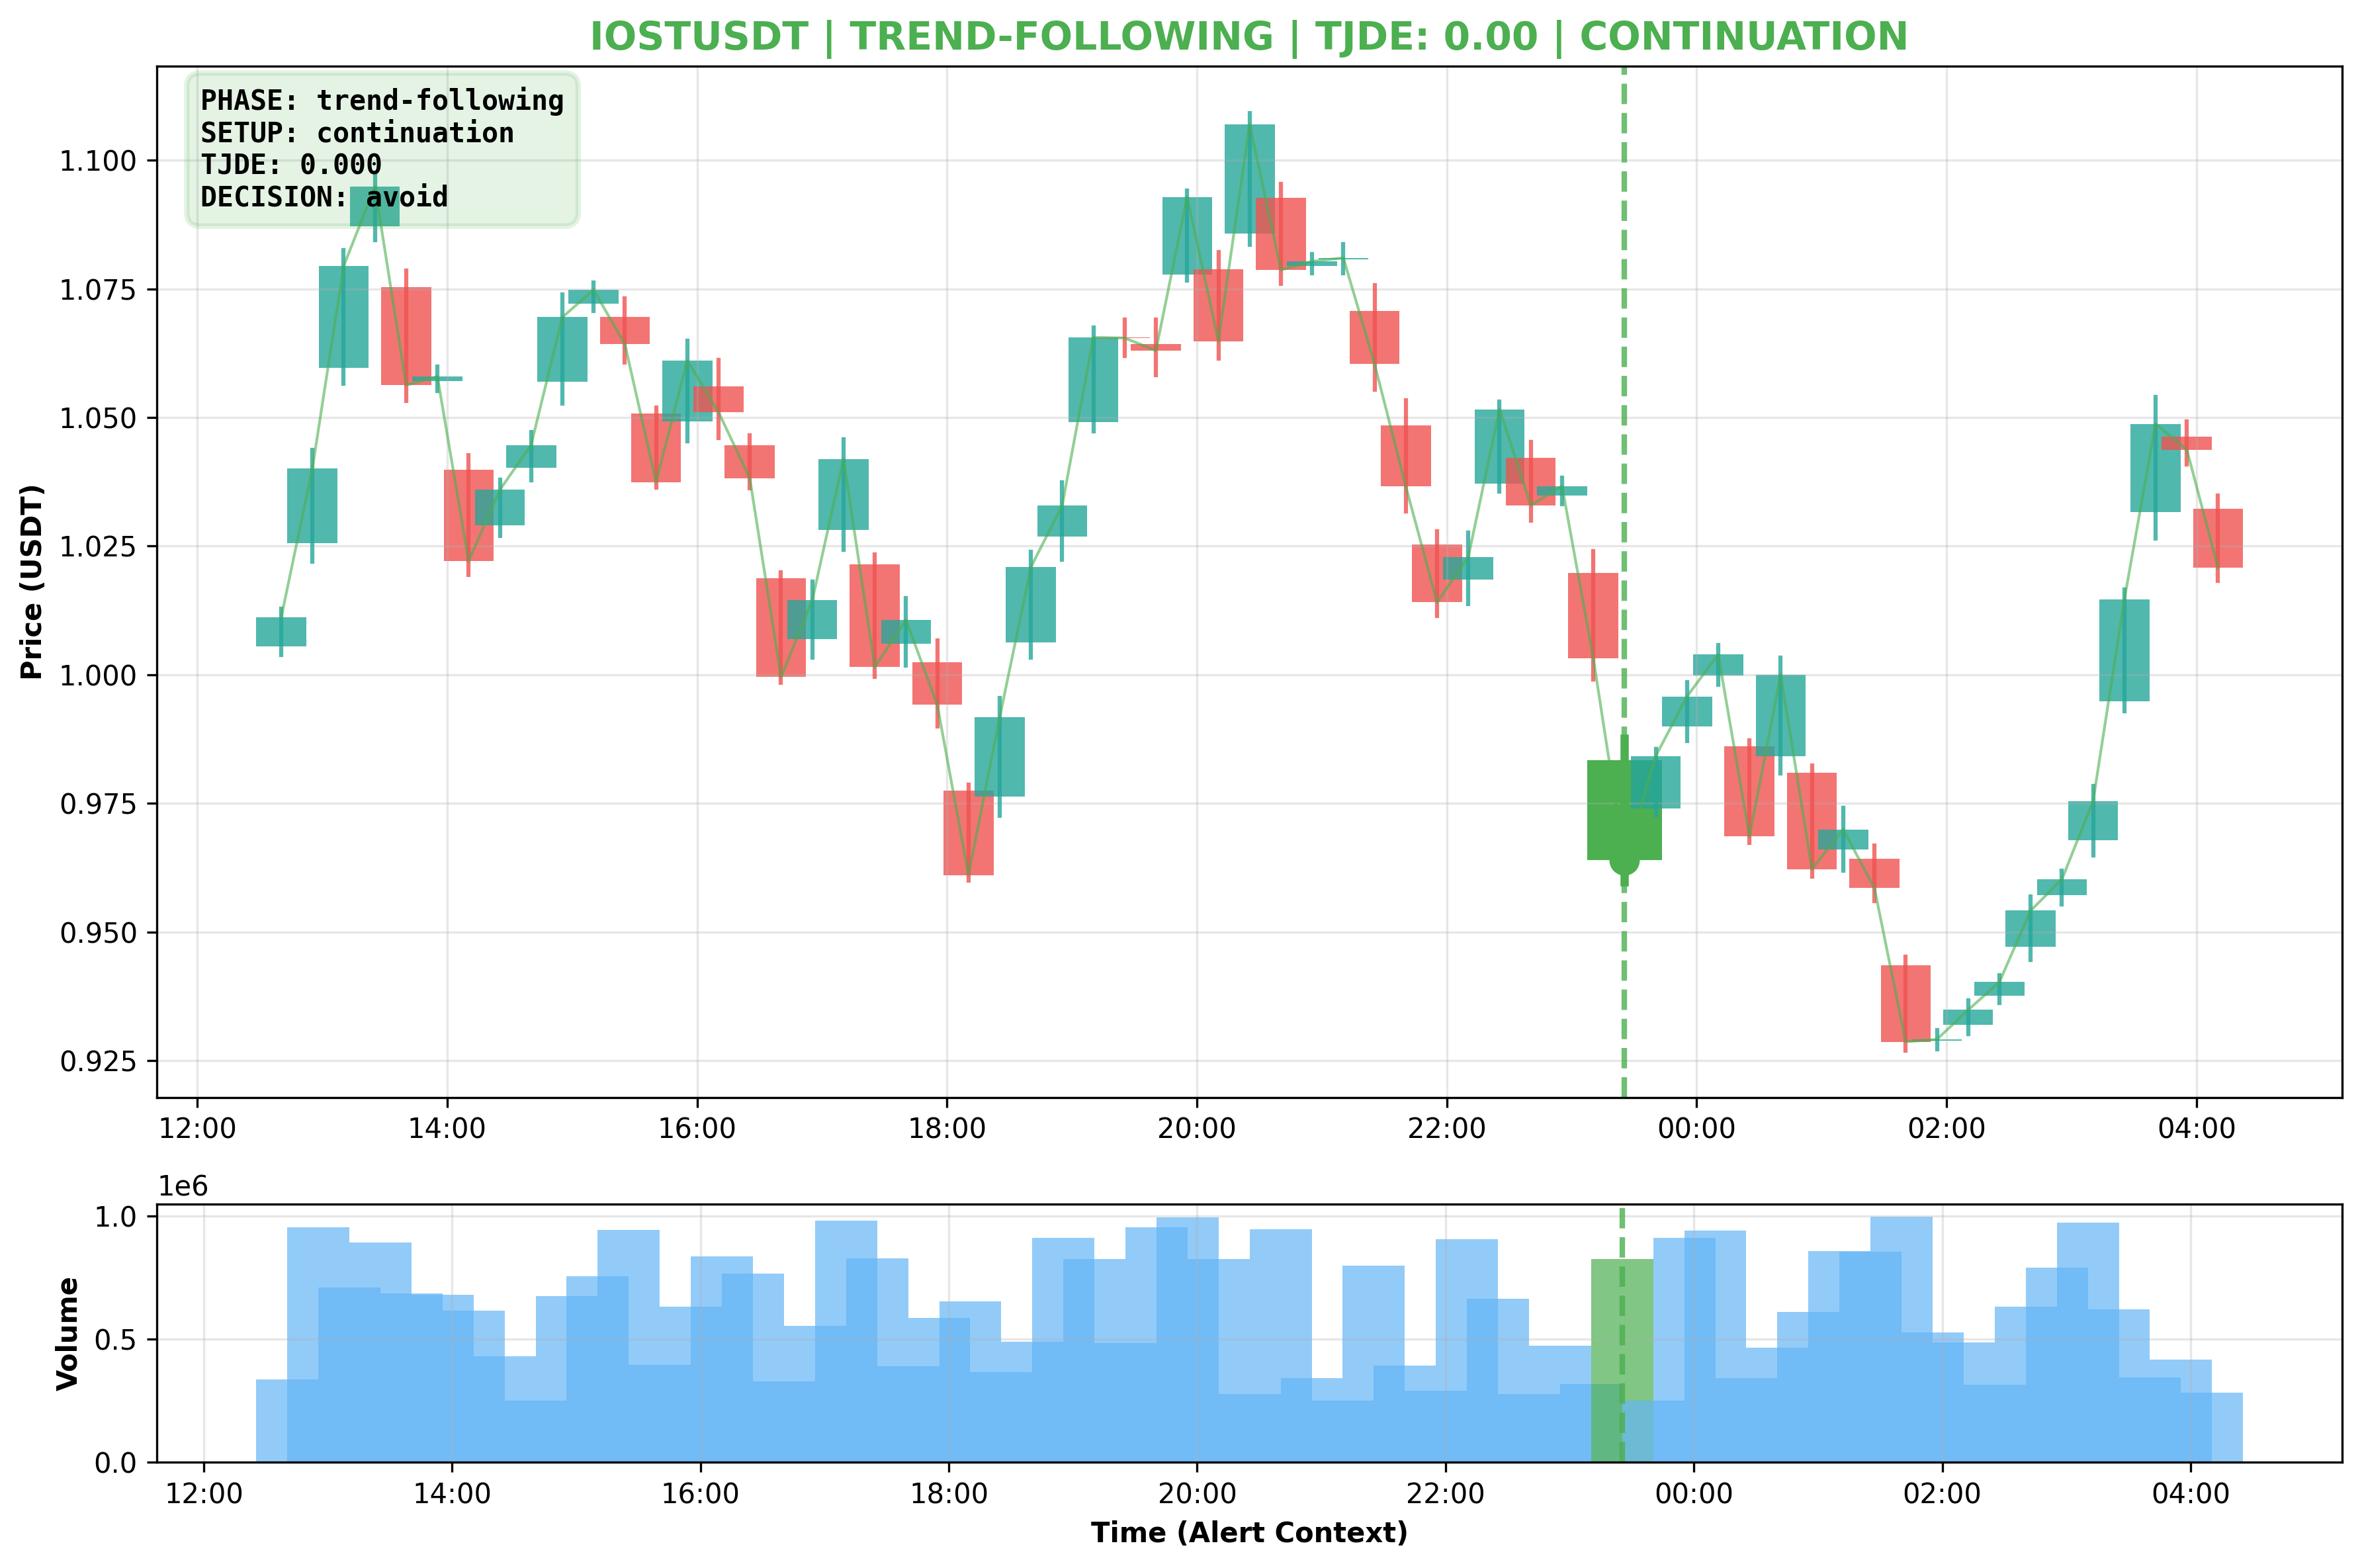 IOSTUSDT | TREND-FOLLOWING | TJDE: 0.00 | CONTINUATION
PHASE: trend-following
SETUP: continuation
TJDE: 0.000
DECISION: avoid
Price (USDT)
1.100
1.075
1.050
1.025
1.000
0.975
0.950
0.925
12:00 14:00 16:00 18:00 20:00 22:00 00:00 02:00 04:00
1e6
Volume
1.0
0.5
0.0
12:00 14:00 16:00 18:00 20:00 22:00 00:00 02:00 04:00
Time (Alert Context)